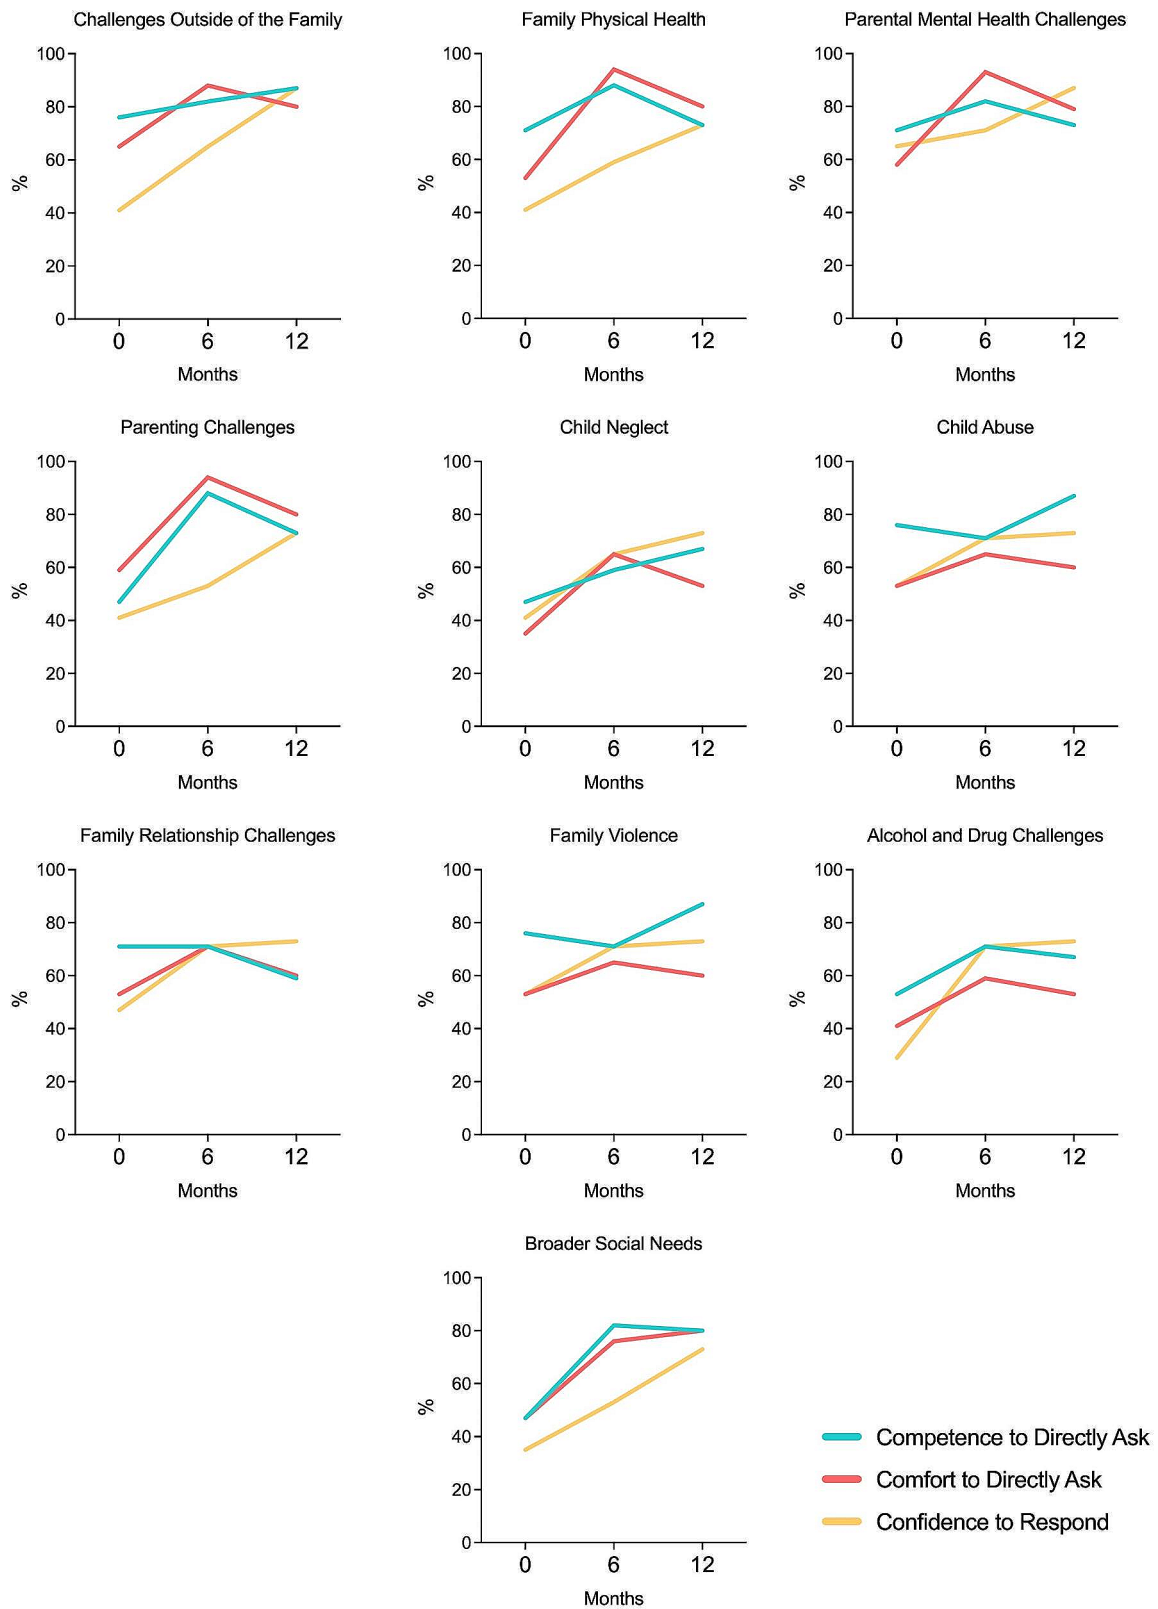 Challenges Outside of the Family
Family Physical Health
Parental Mental Health Challenges
100
80
60
40
20
0
%
0 6 12
Months
100
80
60
40
20
0
%
0 6 12
Months
100
80
60
40
20
0
%
0 6 12
Months
Parenting Challenges
Child Neglect
Child Abuse
100
80
60
40
20
0
%
0 6 12
Months
100
80
60
40
20
0
%
0 6 12
Months
100
80
60
40
20
0
%
0 6 12
Months
Family Relationship Challenges
Family Violence
Alcohol and Drug Challenges
100
80
60
40
20
0
%
0 6 12
Months
100
80
60
40
20
0
%
0 6 12
Months
100
80
60
40
20
0
%
0 6 12
Months
Broader Social Needs
100
80
60
40
20
0
%
0 6 12
Months
Competence to Directly Ask
Comfort to Directly Ask
Confidence to Respond